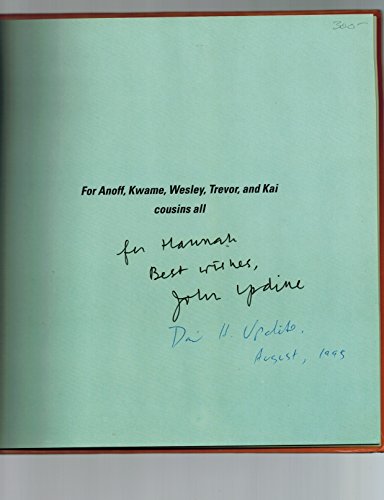 300-
For Anoff, Kwame, Wesley, Trevor, and Kai
cousins all
for Hannah
Best wishes,
John Updike
David H. Updike.
August, 1995